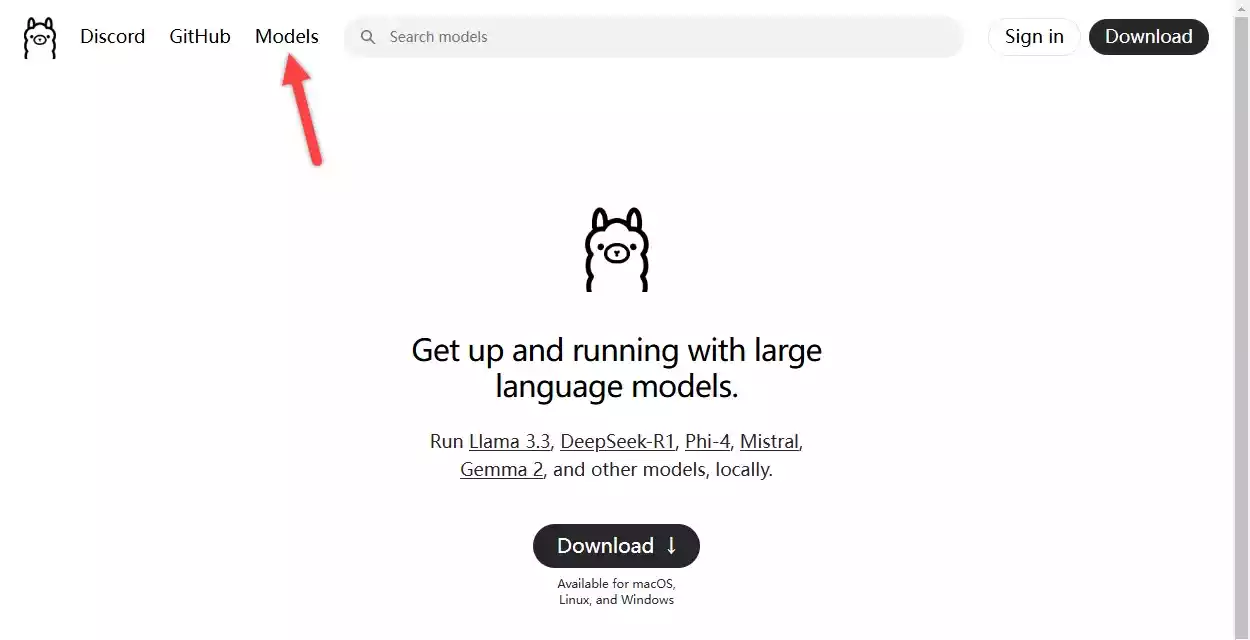 Discord GitHub Models Search models Sign in Download
Get up and running with large
language models.
Run Llama 3.3, DeepSeek-R1, Phi-4, Mistral,
Gemma 2, and other models, locally.
Download ↓
Available for macOS,
Linux, and Windows